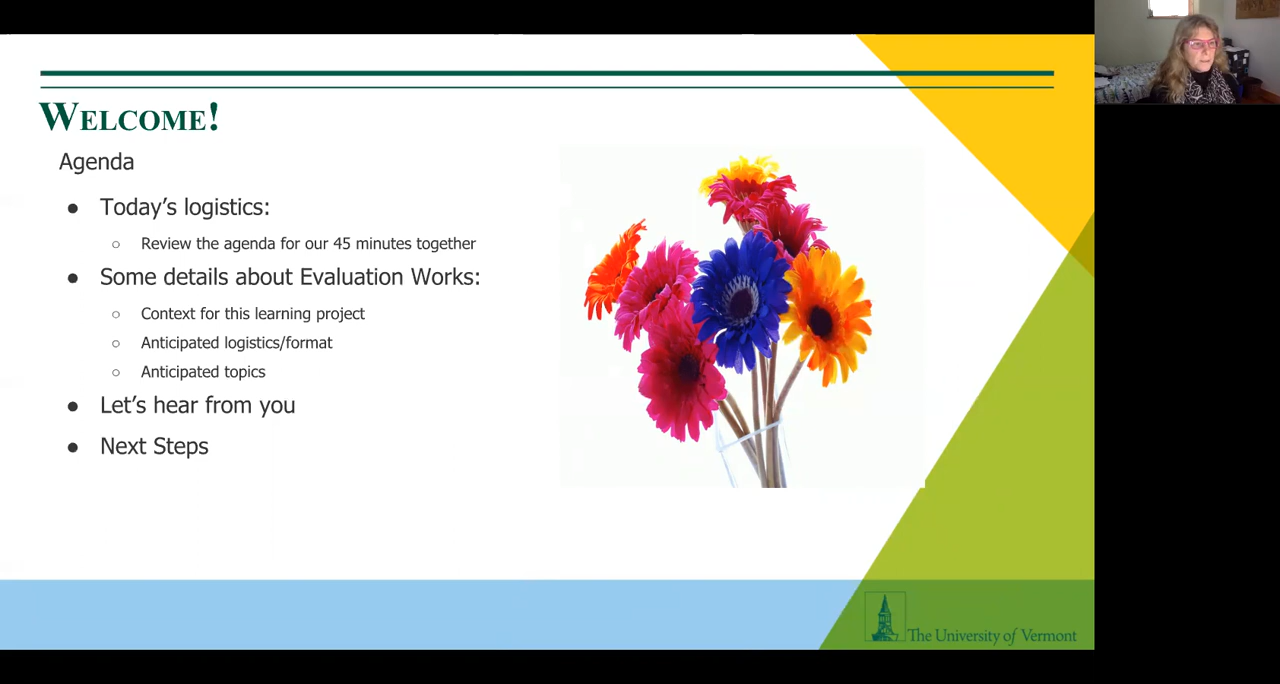 WELCOME!
Agenda
● Today’s logistics:
○ Review the agenda for our 45 minutes together
● Some details about Evaluation Works:
○ Context for this learning project
○ Anticipated logistics/format
○ Anticipated topics
● Let’s hear from you
● Next Steps
The University of Vermont